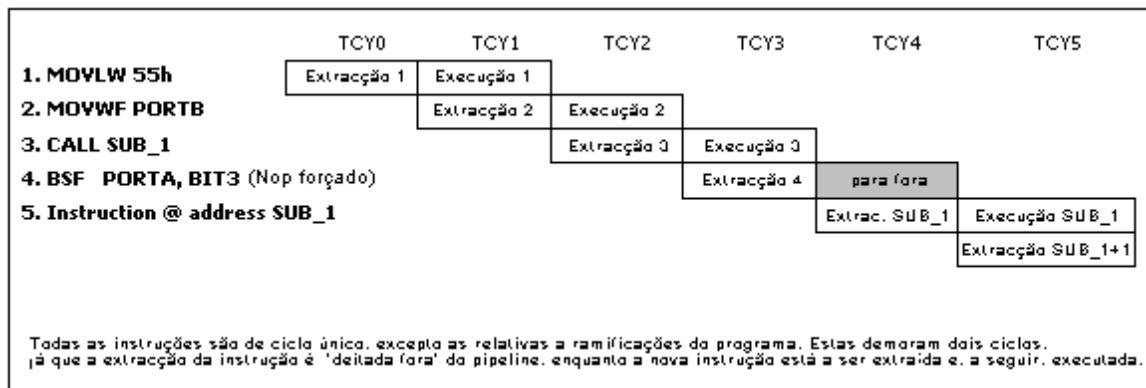 TCY0 TCY1 TCY2 TCY3 TCY4 TCY5
1. MOVLW 55h Extracção 1 Execução 1
2. MOVWF PORTB Extracção 2 Execução 2
3. CALL SUB_1 Extracção 3 Execução 3
4. BSF PORTA, BIT3 (Nop forçado) Extracção 4 para fora
5. Instruction @ address SUB_1 Extrac. SUB_1 Execução SUB_1
Extracção SUB_1+1
Todas as instruções são de ciclo único, excepto as relativas a ramificações do programa. Estas demoram dois ciclos,
já que a extracção da instrução é 'deitada fora' do pipeline, enquanto a nova instrução está a ser extraída e, a seguir, executada.